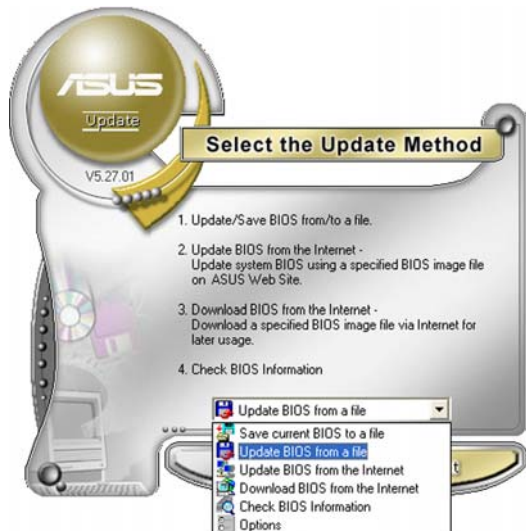 ASUS
Update
V5.27.01
Select the Update Method
1. Update/Save BIOS from/to a file.
2. Update BIOS from the Internet -
Update system BIOS using a specified BIOS image file
on ASUS Web Site.
3. Download BIOS from the Internet -
Download a specified BIOS image file via Internet for
later usage.
4. Check BIOS Information
Update BIOS from a file
Save current BIOS to a file
Update BIOS from a file
Update BIOS from the Internet
Download BIOS from the Internet
Check BIOS Information
Options